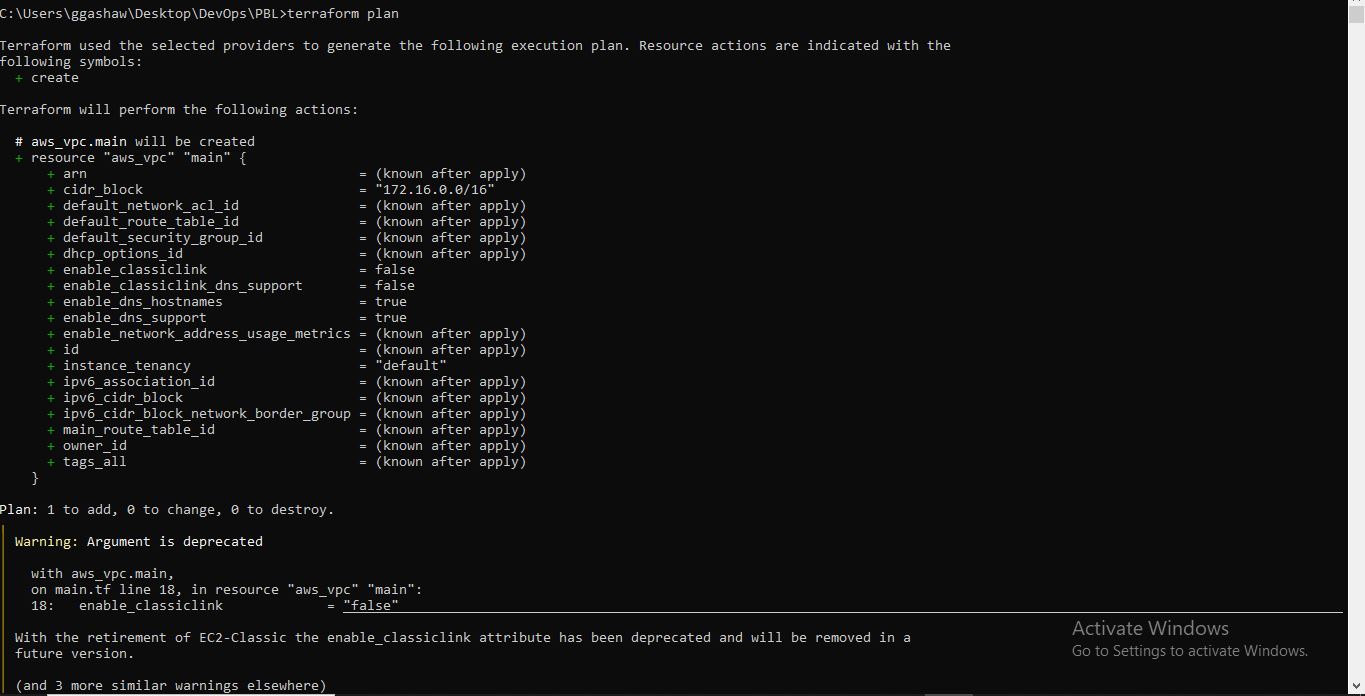 C:\Users\ggashaw\Desktop\DevOps\PBL>terraform plan
Terraform used the selected providers to generate the following execution plan. Resource actions are indicated with the
following symbols:
  + create
Terraform will perform the following actions:
  # aws_vpc.main will be created
  + resource "aws_vpc" "main" {
      + arn                                  = (known after apply)
      + cidr_block                           = "172.16.0.0/16"
      + default_network_acl_id               = (known after apply)
      + default_route_table_id               = (known after apply)
      + default_security_group_id            = (known after apply)
      + dhcp_options_id                      = (known after apply)
      + enable_classiclink                   = false
      + enable_classiclink_dns_support       = false
      + enable_dns_hostnames                 = true
      + enable_dns_support                   = true
      + enable_network_address_usage_metrics = (known after apply)
      + id                                   = (known after apply)
      + instance_tenancy                     = "default"
      + ipv6_association_id                  = (known after apply)
      + ipv6_cidr_block                      = (known after apply)
      + ipv6_cidr_block_network_border_group = (known after apply)
      + main_route_table_id                  = (known after apply)
      + owner_id                             = (known after apply)
      + tags_all                             = (known after apply)
    }
Plan: 1 to add, 0 to change, 0 to destroy.
Warning: Argument is deprecated
  with aws_vpc.main,
  on main.tf line 18, in resource "aws_vpc" "main":
  18:   enable_classiclink             = "false"
With the retirement of EC2-Classic the enable_classiclink attribute has been deprecated and will be removed in a
future version.
(and 3 more similar warnings elsewhere)
Activate Windows
Go to Settings to activate Windows.